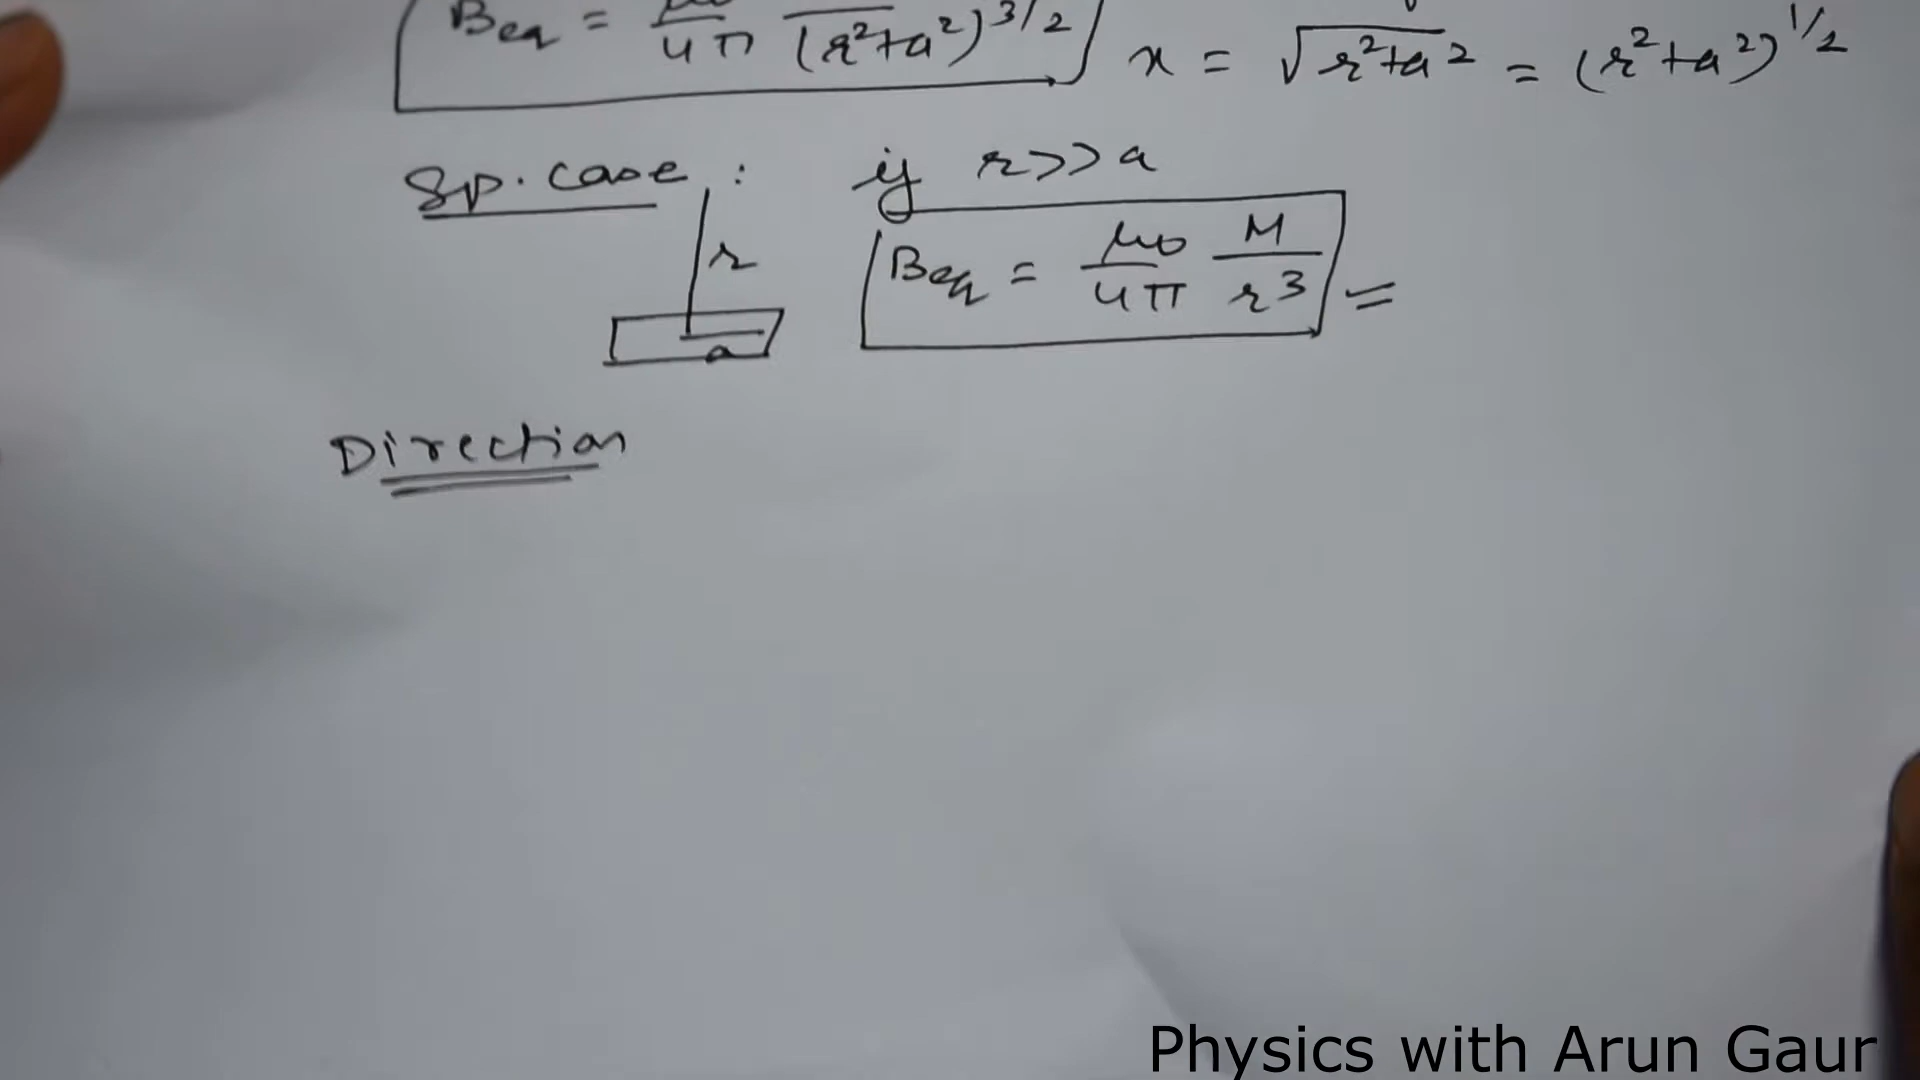 Beq = μ0/4π (r²+a²)^3/2   x = √r²+a² = (r²+a²)^1/2
Sp. case : if r>>a
r   Beq = μ0/4π M/r³ =
a
Direction
Physics with Arun Gaur